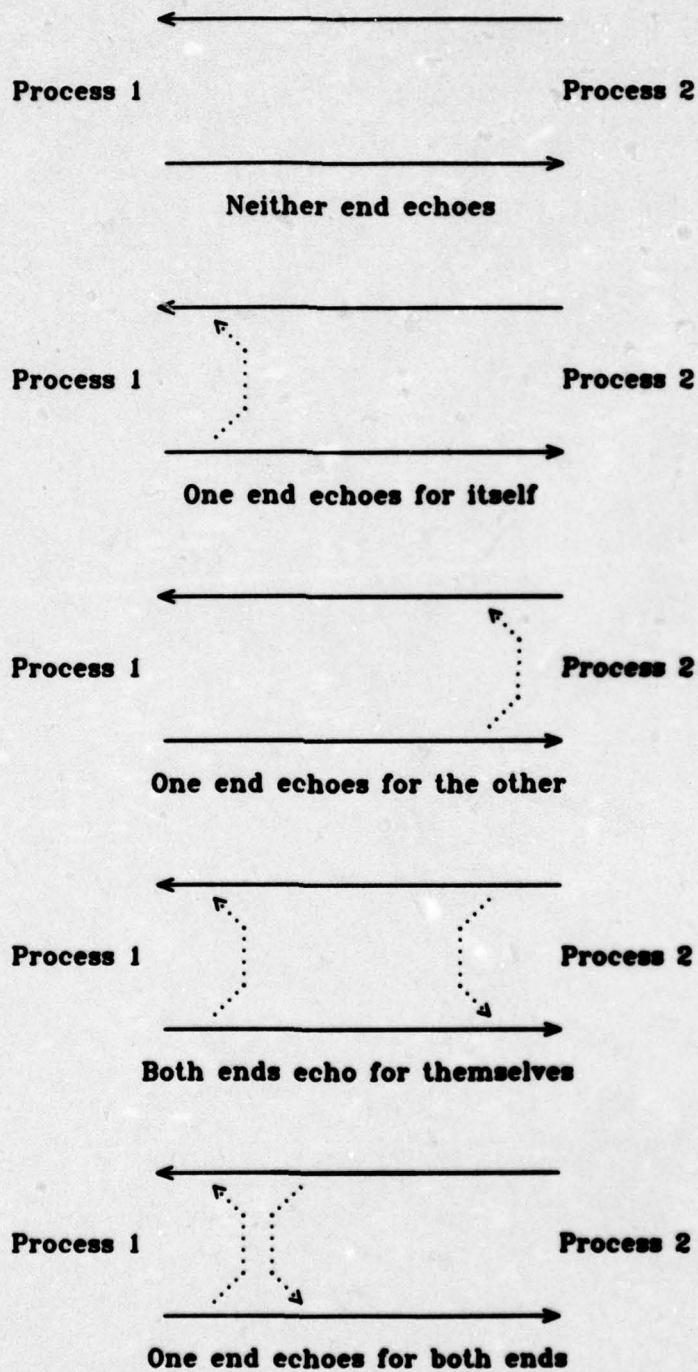 Process 1 Process 2
Neither end echoes
Process 1 Process 2
One end echoes for itself
Process 1 Process 2
One end echoes for the other
Process 1 Process 2
Both ends echo for themselves
Process 1 Process 2
One end echoes for both ends